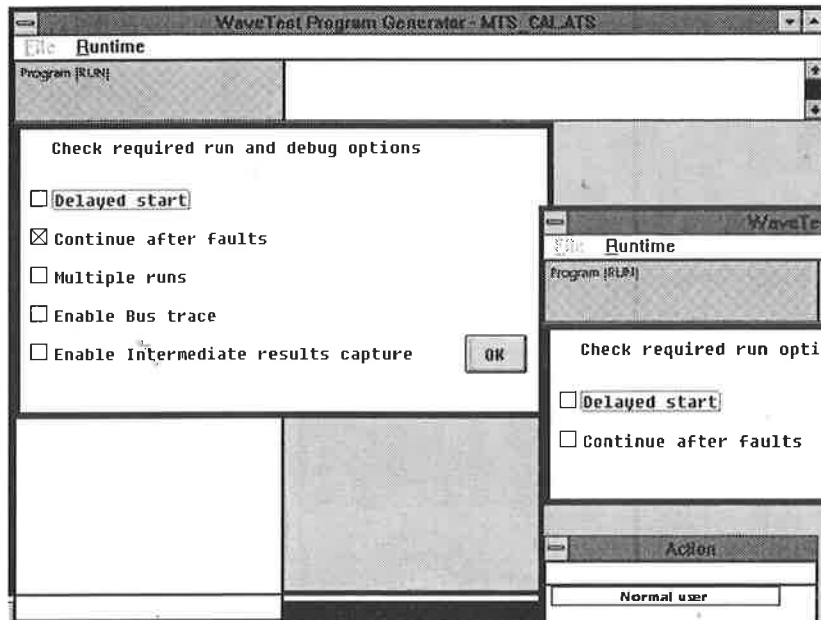 WaveTest Program Generator - MTS_CAL.ATS
File Runtime
Program [RUN]
Check required run and debug options
Delayed start
Continue after faults
Multiple runs
Enable Bus trace
Enable Intermediate results capture
OK
WaveTe
File Runtime
Program [RUN]
Check required run opti
Delayed start
Continue after faults
Action
Normal user